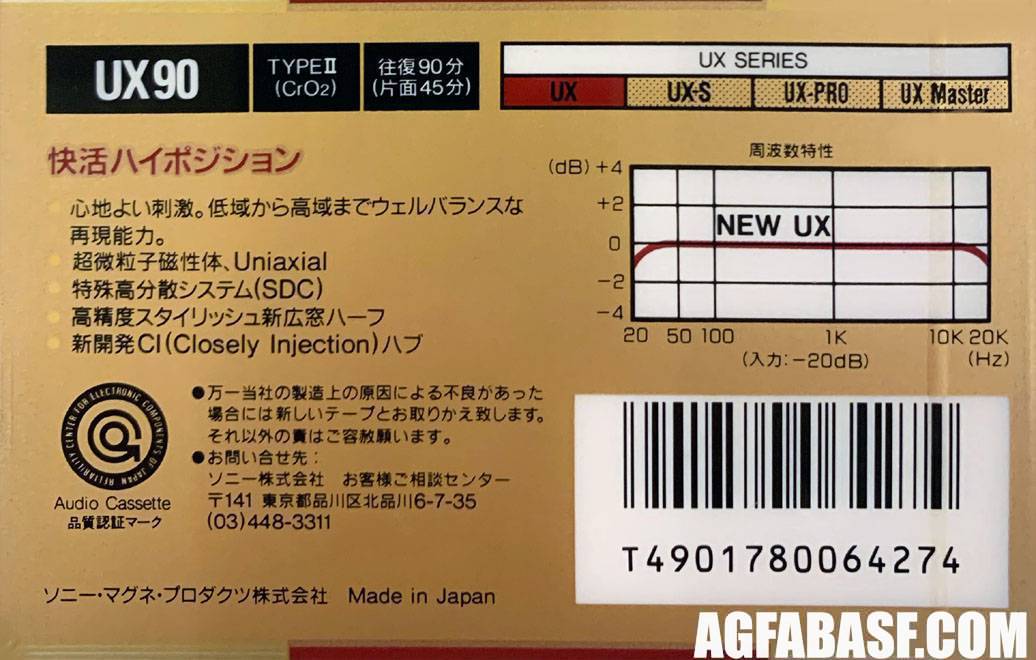 UX90
TYPEⅡ
(CrO2)
往復90分
(片面45分)
UX SERIES
UX UX-S UX-PRO UX Master
快活ハイポジション
心地よい刺激。低域から高域までウェルバランスな
再現能力。
超微粒子磁性体、Uniaxial
特殊高分散システム(SDC)
高精度スタイリッシュ新広窓ハーフ
新開発CI(Closely Injection)ハブ
周波数特性
(dB) +4
+2
0
-2
-4
NEW UX
20 50 100 1K 10K 20K
(入力:-20dB) (Hz)
RELIABILITY CENTER FOR ELECTRONIC COMPONENTS OF JAPAN
Audio Cassette
品質認証マーク
●万一当社の製造上の原因による不良があった
場合には新しいテープとお取りかえ致します。
それ以外の責はご容赦願います。
●お問い合せ先:
ソニー株式会社 お客様ご相談センター
〒141 東京都品川区北品川6-7-35
(03)448-3311
T4901780064274
ソニー・マグネ・プロダクツ株式会社 Made in Japan
AGFABASF.COM